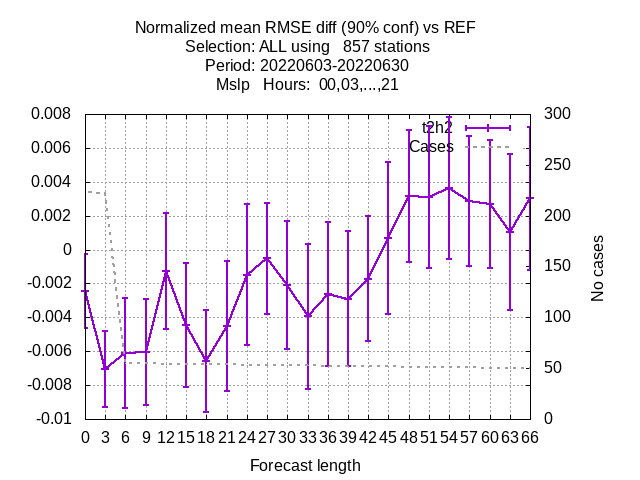 Normalized mean RMSE diff (90% conf) vs REF
Selection: ALL using   857 stations
Period: 20220603-20220630
Mslp   Hours:  00,03,...,21
0.008
0.006
0.004
0.002
0
-0.002
-0.004
-0.006
-0.008
-0.01
300
250
200
150
100
50
0
t2h2
Cases
No cases
0 3 6 9 12 15 18 21 24 27 30 33 36 39 42 45 48 51 54 57 60 63 66
Forecast length